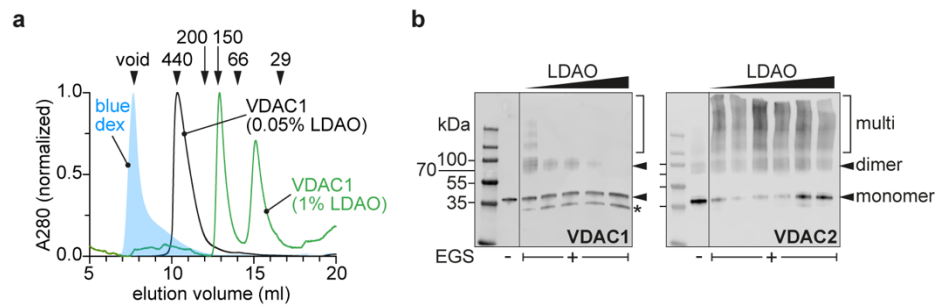 a
200 150
void 440 66 29
A280 (normalized)
1.0
0.5
0.0
blue
dex
VDAC1
(0.05% LDAO)
VDAC1
(1% LDAO)
5 10 15 20
elution volume (ml)
b
LDAO
kDa
100
70
55
35
*
VDAC1
EGS - +
LDAO
multi
dimer
monomer
VDAC2
- +